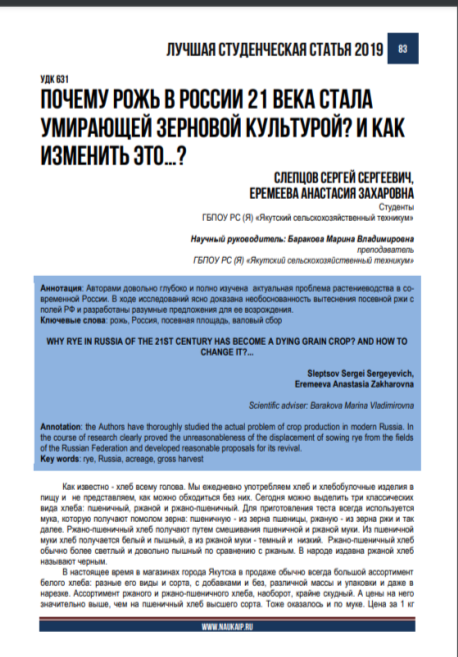 ЛУЧШАЯ СТУДЕНЧЕСКАЯ СТАТЬЯ 2019 83
УДК 631
ПОЧЕМУ РОЖЬ В РОССИИ 21 ВЕКА СТАЛА
УМИРАЮЩЕЙ ЗЕРНОВОЙ КУЛЬТУРОЙ? И КАК
ИЗМЕНИТЬ ЭТО...?
СЛЕПЦОВ СЕРГЕЙ СЕРГЕЕВИЧ,
ЕРЕМЕЕВА АНАСТАСИЯ ЗАХАРОВНА
Студенты
ГБПОУ РС (Я) «Якутский сельскохозяйственный техникум»
Научный руководитель: Баракова Марина Владимировна
преподаватель
ГБПОУ РС (Я) «Якутский сельскохозяйственный техникум»
Аннотация: Авторами довольно глубоко и полно изучена актуальная проблема растениеводства в со-
временной России. В ходе исследований ясно доказана необоснованность вытеснения посевной ржи с
полей РФ и разработаны разумные предложения для ее возрождения.
Ключевые слова: рожь, Россия, посевная площадь, валовый сбор
WHY RYE IN RUSSIA OF THE 21ST CENTURY HAS BECOME A DYING GRAIN CROP? AND HOW TO
CHANGE IT?...
Sleptsov Sergei Sergeyevich,
Eremeeva Anastasia Zakharovna
Scientific adviser: Barakova Marina Vladimirovna
Annotation: the Authors have thoroughly studied the actual problem of crop production in modern Russia. In
the course of research clearly proved the unreasonableness of the displacement of sowing rye from the fields
of the Russian Federation and developed reasonable proposals for its revival.
Key words: rye, Russia, acreage, gross harvest
Как известно - хлеб всему голова. Мы ежедневно употребляем хлеб и хлебобулочные изделия в
пищу и не представляем, как можно обходиться без них. Сегодня можно выделить три классических
вида хлеба: пшеничный, ржаной и ржано-пшеничный. Для приготовления теста всегда используется
мука, которую получают помолом зерна: пшеничную - из зерна пшеницы, ржаную - из зерна ржи и так
далее. Ржано-пшеничный хлеб получают путем смешивания пшеничной и ржаной муки. Из пшеничной
муки хлеб получается белый и пышный, а из ржаной муки - темный и низкий. Ржано-пшеничный хлеб
обычно более светлый и довольно пышный по сравнению с ржаным. В народе издавна ржаной хлеб
называют черным.
В настоящее время в магазинах города Якутска в продаже обычно всегда большой ассортимент
белого хлеба: разные его виды и сорта, с добавками и без, различной массы и упаковки и даже в
нарезке. Ассортимент ржаного и ржано-пшеничного хлеба, наоборот, крайне скудный. А цены на него
значительно выше, чем на пшеничный хлеб высшего сорта. Тоже оказалось и по муке. Цена за 1 кг
WWW.NAUKAIP.RU